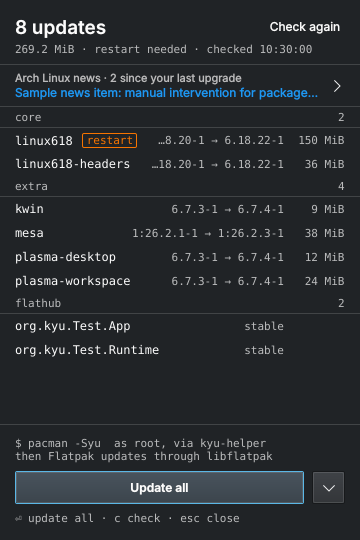 8 updates
Check again
269.2 MiB · restart needed · checked 10:30:00
Arch Linux news · 2 since your last upgrade
Sample news item: manual intervention for package…
core 2
linux618 restart …8.20-1 → 6.18.22-1 150 MiB
linux618-headers …18.20-1 → 6.18.22-1 36 MiB
extra 4
kwin 6.7.3-1 → 6.7.4-1 9 MiB
mesa 1:26.2.1-1 → 1:26.2.3-1 38 MiB
plasma-desktop 6.7.3-1 → 6.7.4-1 12 MiB
plasma-workspace 6.7.3-1 → 6.7.4-1 24 MiB
flathub 2
org.kyu.Test.App stable
org.kyu.Test.Runtime stable
$ pacman -Syu as root, via kyu-helper
then Flatpak updates through libflatpak
Update all
⏎ update all · c check · esc close